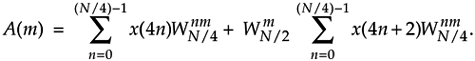 A(m) = \sum_{n=0}^{(N/4)-1} x(4n)W_{N/4}^{nm} + W_{N/2}^{m} \sum_{n=0}^{(N/4)-1} x(4n+2)W_{N/4}^{nm}.